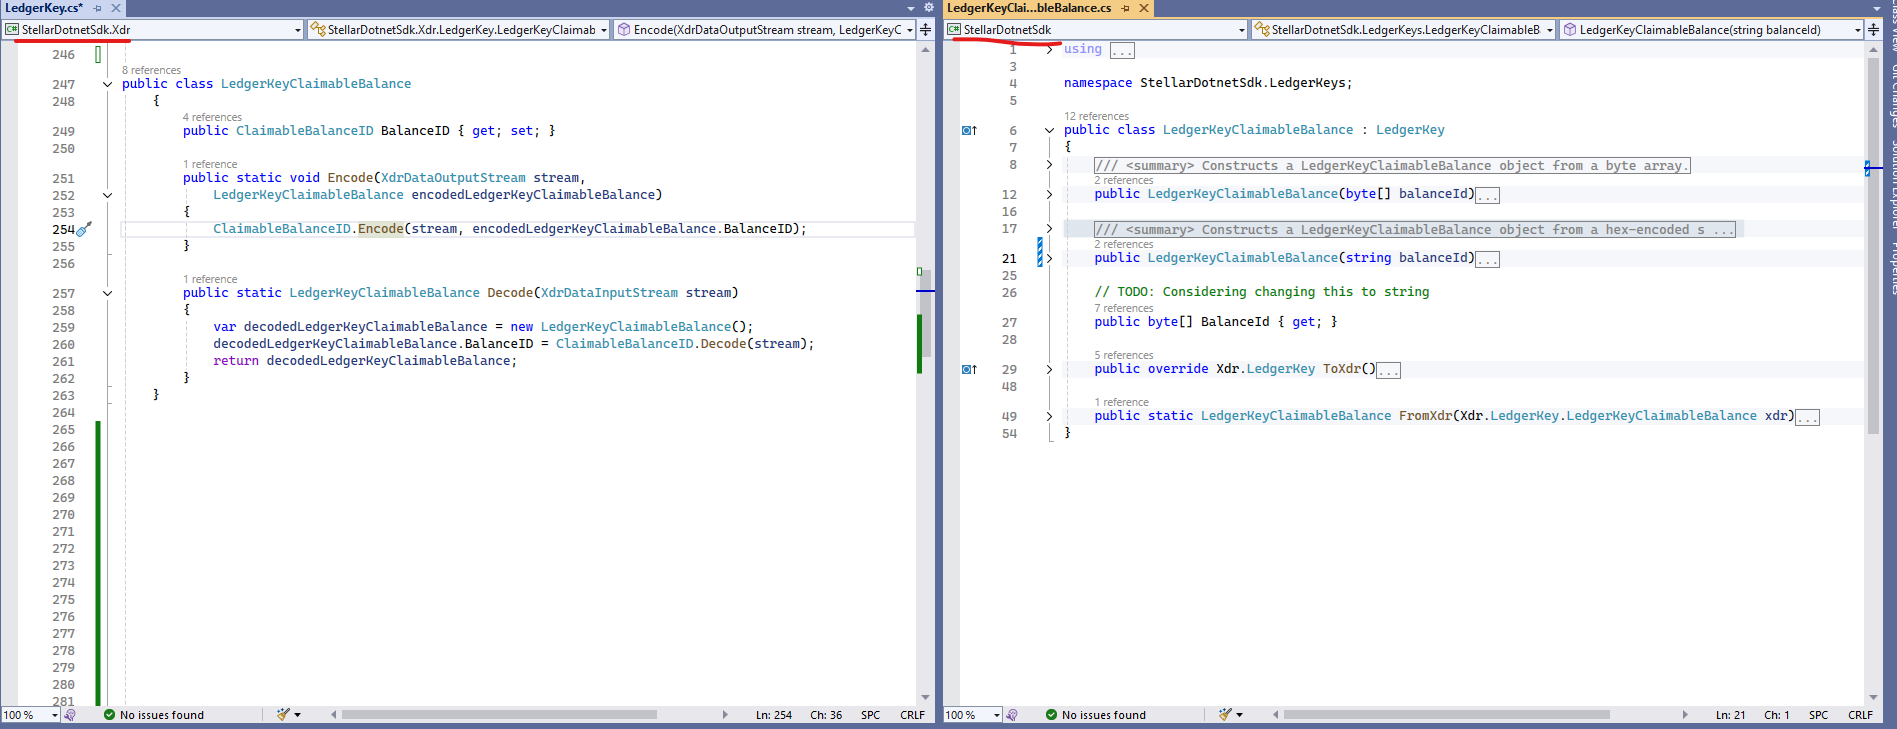 LedgerKey.cs*
StellarDotnetSdk.Xdr
StellarDotnetSdk.Xdr.LedgerKey.LedgerKeyClaimab
Encode(XdrDataOutputStream stream, LedgerKeyC
246
8 references
247 public class LedgerKeyClaimableBalance
248 {
4 references
249 public ClaimableBalanceID BalanceID { get; set; }
250
1 reference
251 public static void Encode(XdrDataOutputStream stream,
252 LedgerKeyClaimableBalance encodedLedgerKeyClaimableBalance)
253 {
254 ClaimableBalanceID.Encode(stream, encodedLedgerKeyClaimableBalance.BalanceID);
255 }
256
1 reference
257 public static LedgerKeyClaimableBalance Decode(XdrDataInputStream stream)
258 {
259 var decodedLedgerKeyClaimableBalance = new LedgerKeyClaimableBalance();
260 decodedLedgerKeyClaimableBalance.BalanceID = ClaimableBalanceID.Decode(stream);
261 return decodedLedgerKeyClaimableBalance;
262 }
263 }
264
265
266
267
268
269
270
271
272
273
274
275
276
277
278
279
280
281
100 %
No issues found
Ln: 254 Ch: 36 SPC CRLF
LedgerKeyClai...bleBalance.cs
StellarDotnetSdk
StellarDotnetSdk.LedgerKeys.LedgerKeyClaimableB
LedgerKeyClaimableBalance(string balanceId)
1 using ...
3
4 namespace StellarDotnetSdk.LedgerKeys;
5
12 references
6 public class LedgerKeyClaimableBalance : LedgerKey
7 {
8 /// <summary> Constructs a LedgerKeyClaimableBalance object from a byte array.
2 references
12 public LedgerKeyClaimableBalance(byte[] balanceId)...
16
17 /// <summary> Constructs a LedgerKeyClaimableBalance object from a hex-encoded s ...
2 references
21 public LedgerKeyClaimableBalance(string balanceId)...
25
26 // TODO: Considering changing this to string
7 references
27 public byte[] BalanceId { get; }
28
5 references
29 public override Xdr.LedgerKey ToXdr()...
48
1 reference
49 public static LedgerKeyClaimableBalance FromXdr(Xdr.LedgerKey.LedgerKeyClaimableBalance xdr)...
54 }
100 %
No issues found
Ln: 21 Ch: 1 SPC CRLF
Class View
Git Changes
Solution Explorer
Properties